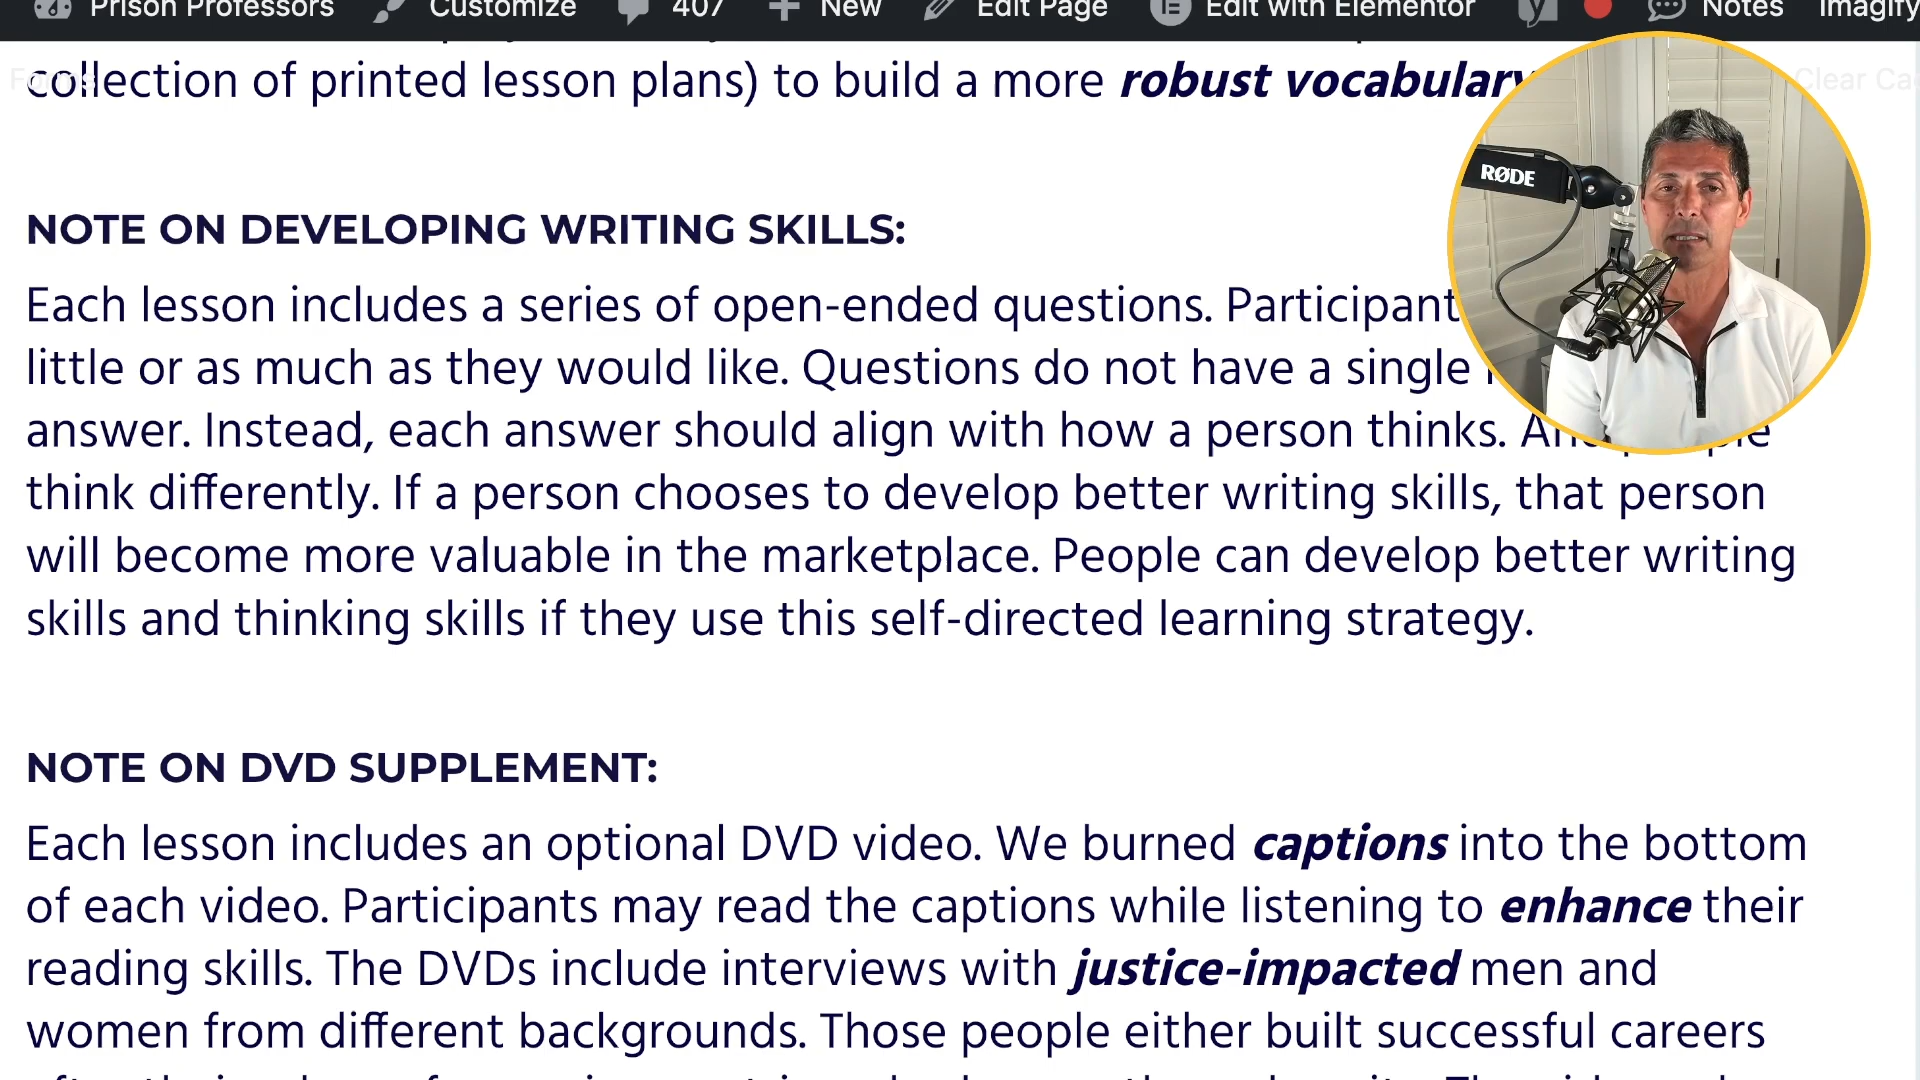 Prison Professors Customize 407 New Edit Page Edit with Elementor Notes Imagify
collection of printed lesson plans) to build a more robust vocabulary
Clear Ca
RØDE
NOTE ON DEVELOPING WRITING SKILLS:
Each lesson includes a series of open-ended questions. Participant
little or as much as they would like. Questions do not have a single
answer. Instead, each answer should align with how a person thinks.
think differently. If a person chooses to develop better writing skills, that person
will become more valuable in the marketplace. People can develop better writing
skills and thinking skills if they use this self-directed learning strategy.
NOTE ON DVD SUPPLEMENT:
Each lesson includes an optional DVD video. We burned captions into the bottom
of each video. Participants may read the captions while listening to enhance their
reading skills. The DVDs include interviews with justice-impacted men and
women from different backgrounds. Those people either built successful careers